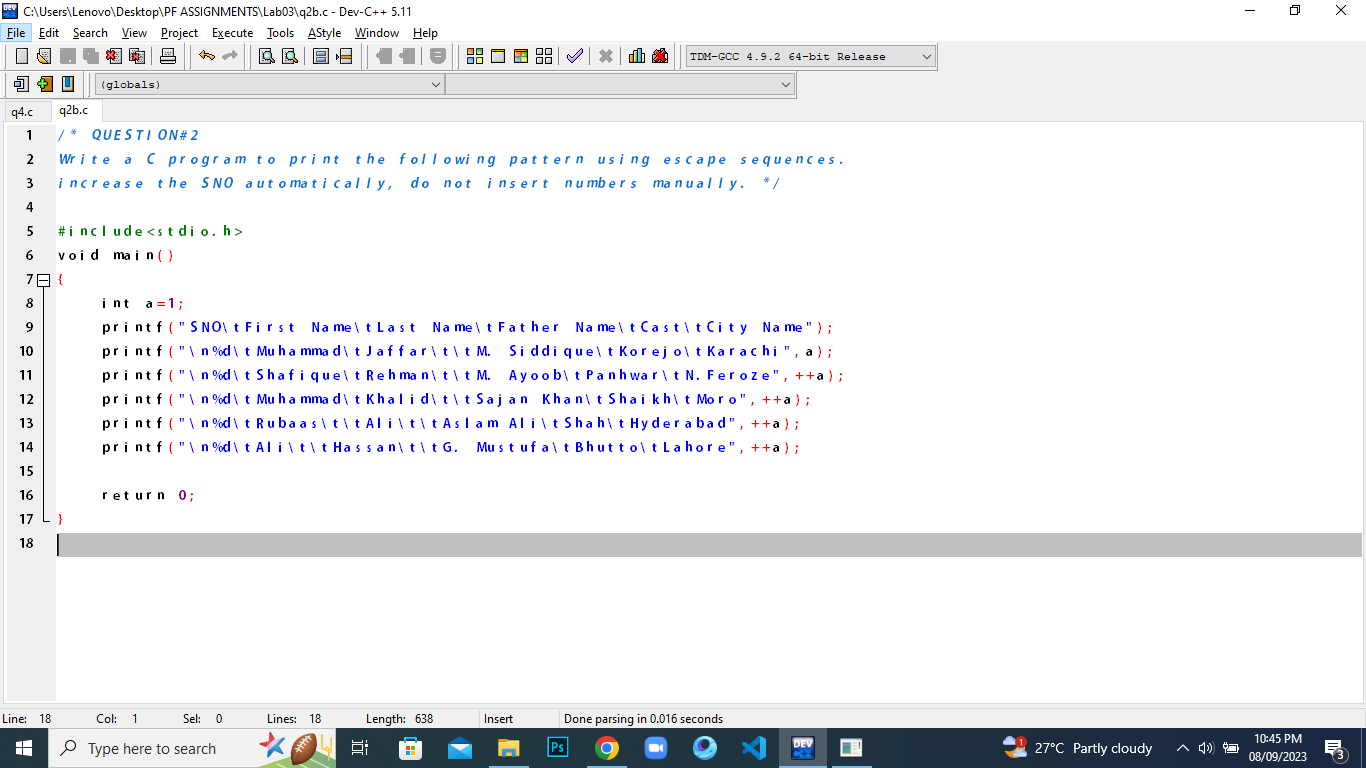 C:\Users\Lenovo\Desktop\PF ASSIGNMENTS\Lab03\q2b.c - Dev-C++ 5.11
File Edit Search View Project Execute Tools AStyle Window Help
TDM-GCC 4.9.2 64-bit Release
(globals)
q4.c q2b.c
1 /* QUESTION#2
2 Write a C program to print the following pattern using escape sequences.
3 increase the SNO automatically, do not insert numbers manually. */
4
5 #include<stdio.h>
6 void main()
7 {
8 int a=1;
9 printf("SNO\tFirst Name\tLast Name\tFather Name\tCast\tCity Name");
10 printf("\n%d\tMuhammad\tJaffar\t\tM. Siddique\tKorejo\tKarachi",a);
11 printf("\n%d\tShafique\tRehman\t\tM. Ayoob\tPanhwar\tN.Feroze",++a);
12 printf("\n%d\tMuhammad\tKhalid\t\tSajan Khan\tShaikh\tMoro",++a);
13 printf("\n%d\tRubaas\t\tAli\t\tAslam Ali\tShah\tHyderabad",++a);
14 printf("\n%d\tAli\t\tHassan\t\tG. Mustufa\tBhutto\tLahore",++a);
15
16 return 0;
17 }
18
Line: 18 Col: 1 Sel: 0 Lines: 18 Length: 638 Insert Done parsing in 0.016 seconds
Type here to search Ps DEV 1 27°C Partly cloudy 10:45 PM
08/09/2023 3